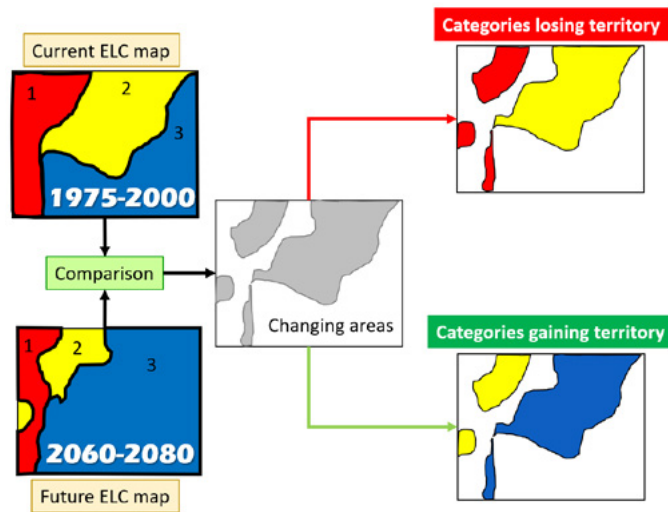 Current ELC map
1
2
3
1975-2000
Comparison
1
2
3
2060-2080
Future ELC map
Changing areas
Categories losing territory
Categories gaining territory